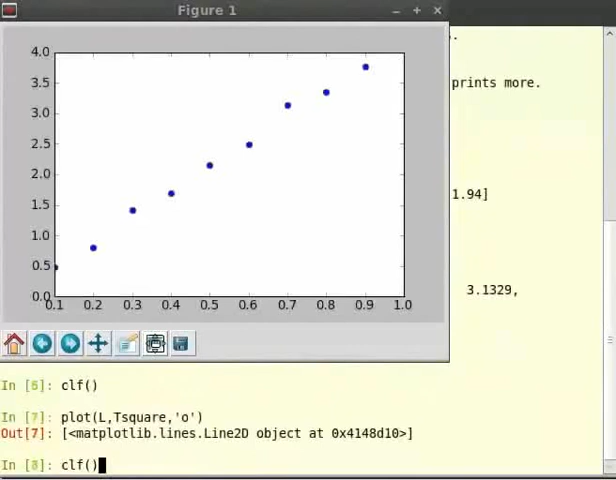 Figure 1
.
prints more.
1.94]
3.1329,
4.0
3.5
3.0
2.5
2.0
1.5
1.0
0.5
0.0
0.1 0.2 0.3 0.4 0.5 0.6 0.7 0.8 0.9 1.0
In [6]: clf()
In [7]: plot(L,Tsquare,'o')
Out[7]: [<matplotlib.lines.Line2D object at 0x4148d10>]
In [8]: clf()